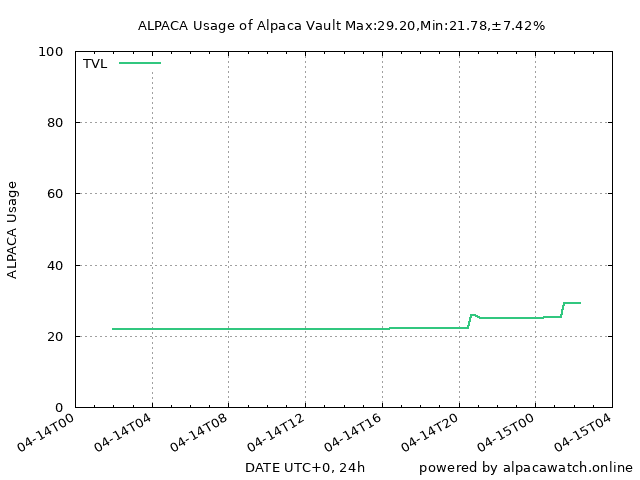 ALPACA Usage of Alpaca Vault Max:29.20,Min:21.78,±7.42%
100
TVL
80
60
ALPACA Usage
40
20
0
04-14T00
04-14T04
04-14T08
04-14T12
04-14T16
04-14T20
04-15T00
04-15T04
DATE UTC+0, 24h
powered by alpacawatch.online